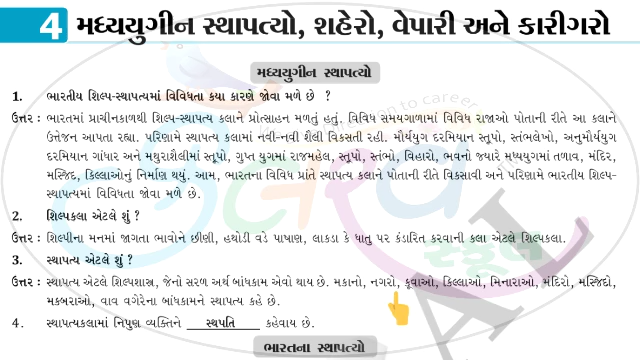 4 મધ્યયુગીન સ્થાપત્યો, શહેરો, વેપારી અને કારીગરો
મધ્યયુગીન સ્થાપત્યો
1. ભારતીય શિલ્પ-સ્થાપત્યમાં વિવિધતા કયા કારણે જોવા મળે છે ?
ઉત્તર : ભારતમાં પ્રાચીનકાળથી શિલ્પ-સ્થાપત્ય કલાને પ્રોત્સાહન મળતું હતું. વિવિધ સમયગાળામાં વિવિધ રાજાઓ પોતાની રીતે આ કલાને
ઉત્તેજન આપતા રહ્યા. પરિણામે સ્થાપત્ય કલામાં નવી-નવી શૈલી વિકસતી રહી. મૌર્યયુગ દરમિયાન સ્તૂપો, સ્તંભલેખો, અનુમૌર્યયુગ
દરમિયાન ગાંધાર અને મથુરાશૈલીમાં સ્તૂપો, ગુપ્ત યુગમાં રાજમહેલ, સ્તૂપો, સ્તંભો, વિહારો, ભવનો જ્યારે મધ્યયુગમાં તળાવ, મંદિર,
મસ્જિદ, કિલ્લાઓનું નિર્માણ થયું. આમ, ભારતના વિવિધ પ્રાંતે સ્થાપત્ય કલાને પોતાની રીતે વિકસાવી અને પરિણામે ભારતીય શિલ્પ-
સ્થાપત્યમાં વિવિધતા જોવા મળે છે.
2. શિલ્પકલા એટલે શું ?
ઉત્તર : શિલ્પીના મનમાં જાગતા ભાવોને છીણી, હથોડી વડે પાષાણ, લાકડા કે ધાતુ પર કંડારિત કરવાની કલા એટલે શિલ્પકલા.
3. સ્થાપત્ય એટલે શું ?
ઉત્તર : સ્થાપત્ય એટલે શિલ્પશાસ્ત્ર, જેનો સરળ અર્થ બાંધકામ એવો થાય છે. મકાનો, નગરો, કૂવાઓ, કિલ્લાઓ, મિનારાઓ, મંદિરો, મસ્જિદો,
મકબરાઓ, વાવ વગેરેના બાંધકામને સ્થાપત્ય કહે છે.
4. સ્થાપત્યકલામાં નિપુણ વ્યક્તિને સ્થપતિ કહેવાય છે.
ભારતના સ્થાપત્યો